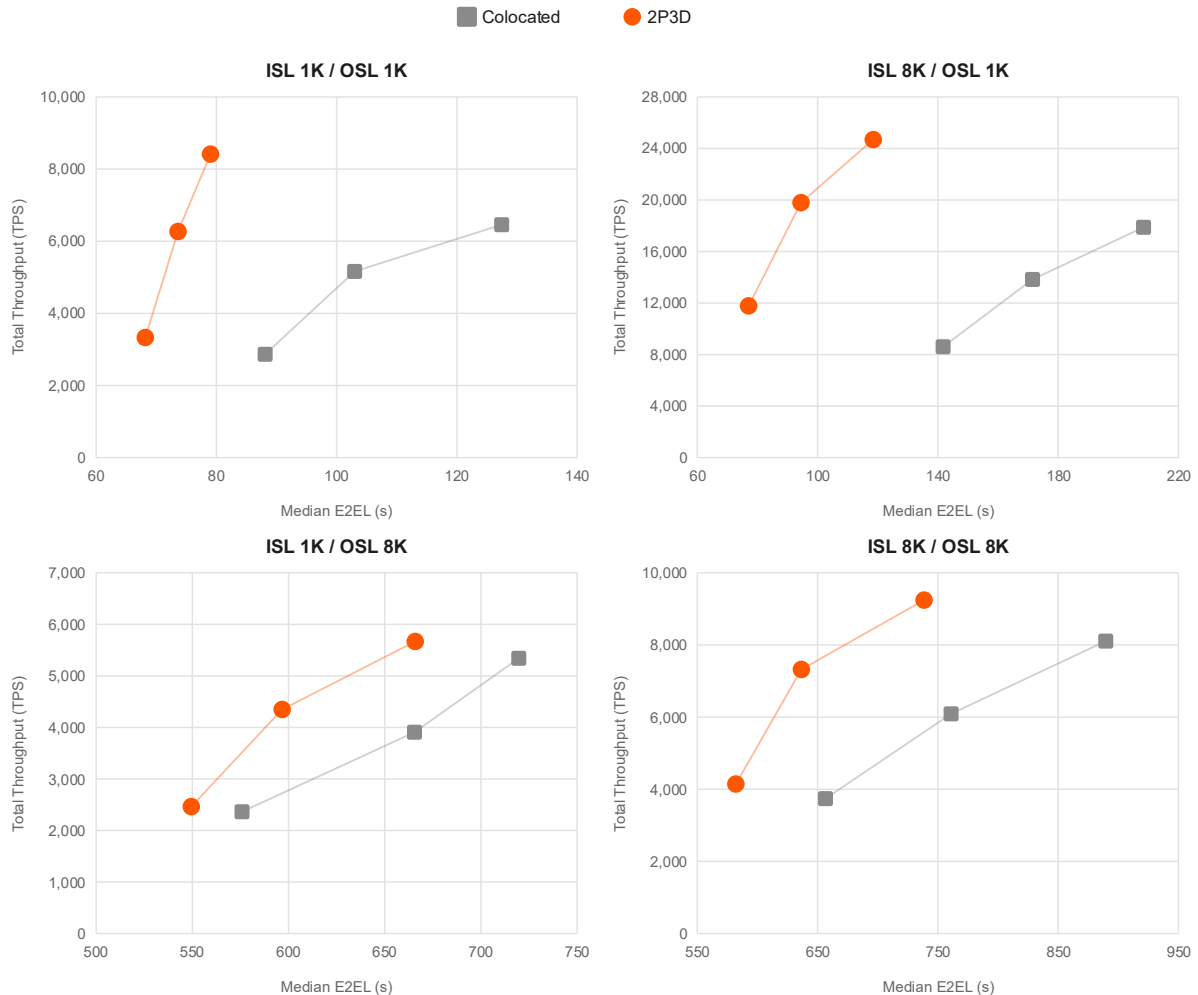 Colocated 2P3D
ISL 1K / OSL 1K
10,000
8,000
6,000
4,000
2,000
0
60 80 100 120 140
Total Throughput (TPS)
Median E2EL (s)
ISL 8K / OSL 1K
28,000
24,000
20,000
16,000
12,000
8,000
4,000
0
60 100 140 180 220
Total Throughput (TPS)
Median E2EL (s)
ISL 1K / OSL 8K
7,000
6,000
5,000
4,000
3,000
2,000
1,000
0
500 550 600 650 700 750
Total Throughput (TPS)
Median E2EL (s)
ISL 8K / OSL 8K
10,000
8,000
6,000
4,000
2,000
0
550 650 750 850 950
Total Throughput (TPS)
Median E2EL (s)